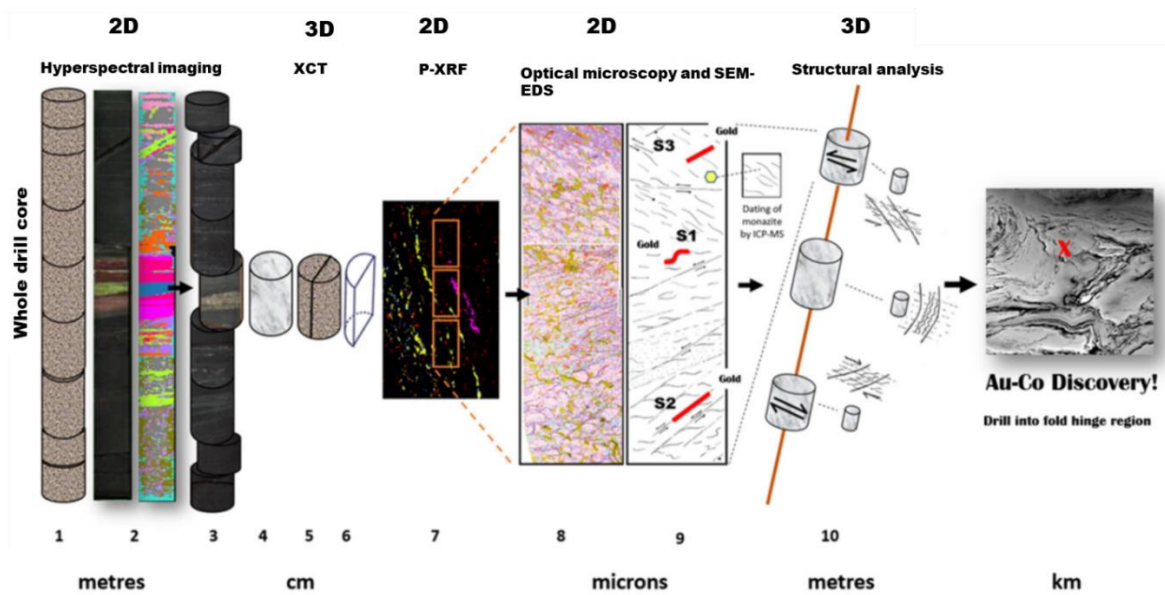 2D
3D
2D
2D
3D
Hyperspectral imaging
XCT
P-XRF
Optical microscopy and SEM-
EDS
Structural analysis
Whole drill core
S3
Gold
Dating of
monazite
by ICP-MS
Gold
S1
Gold
S2
X
Au-Co Discovery!
Drill into fold hinge region
1 2 3 4 5 6 7 8 9 10
metres cm microns metres km